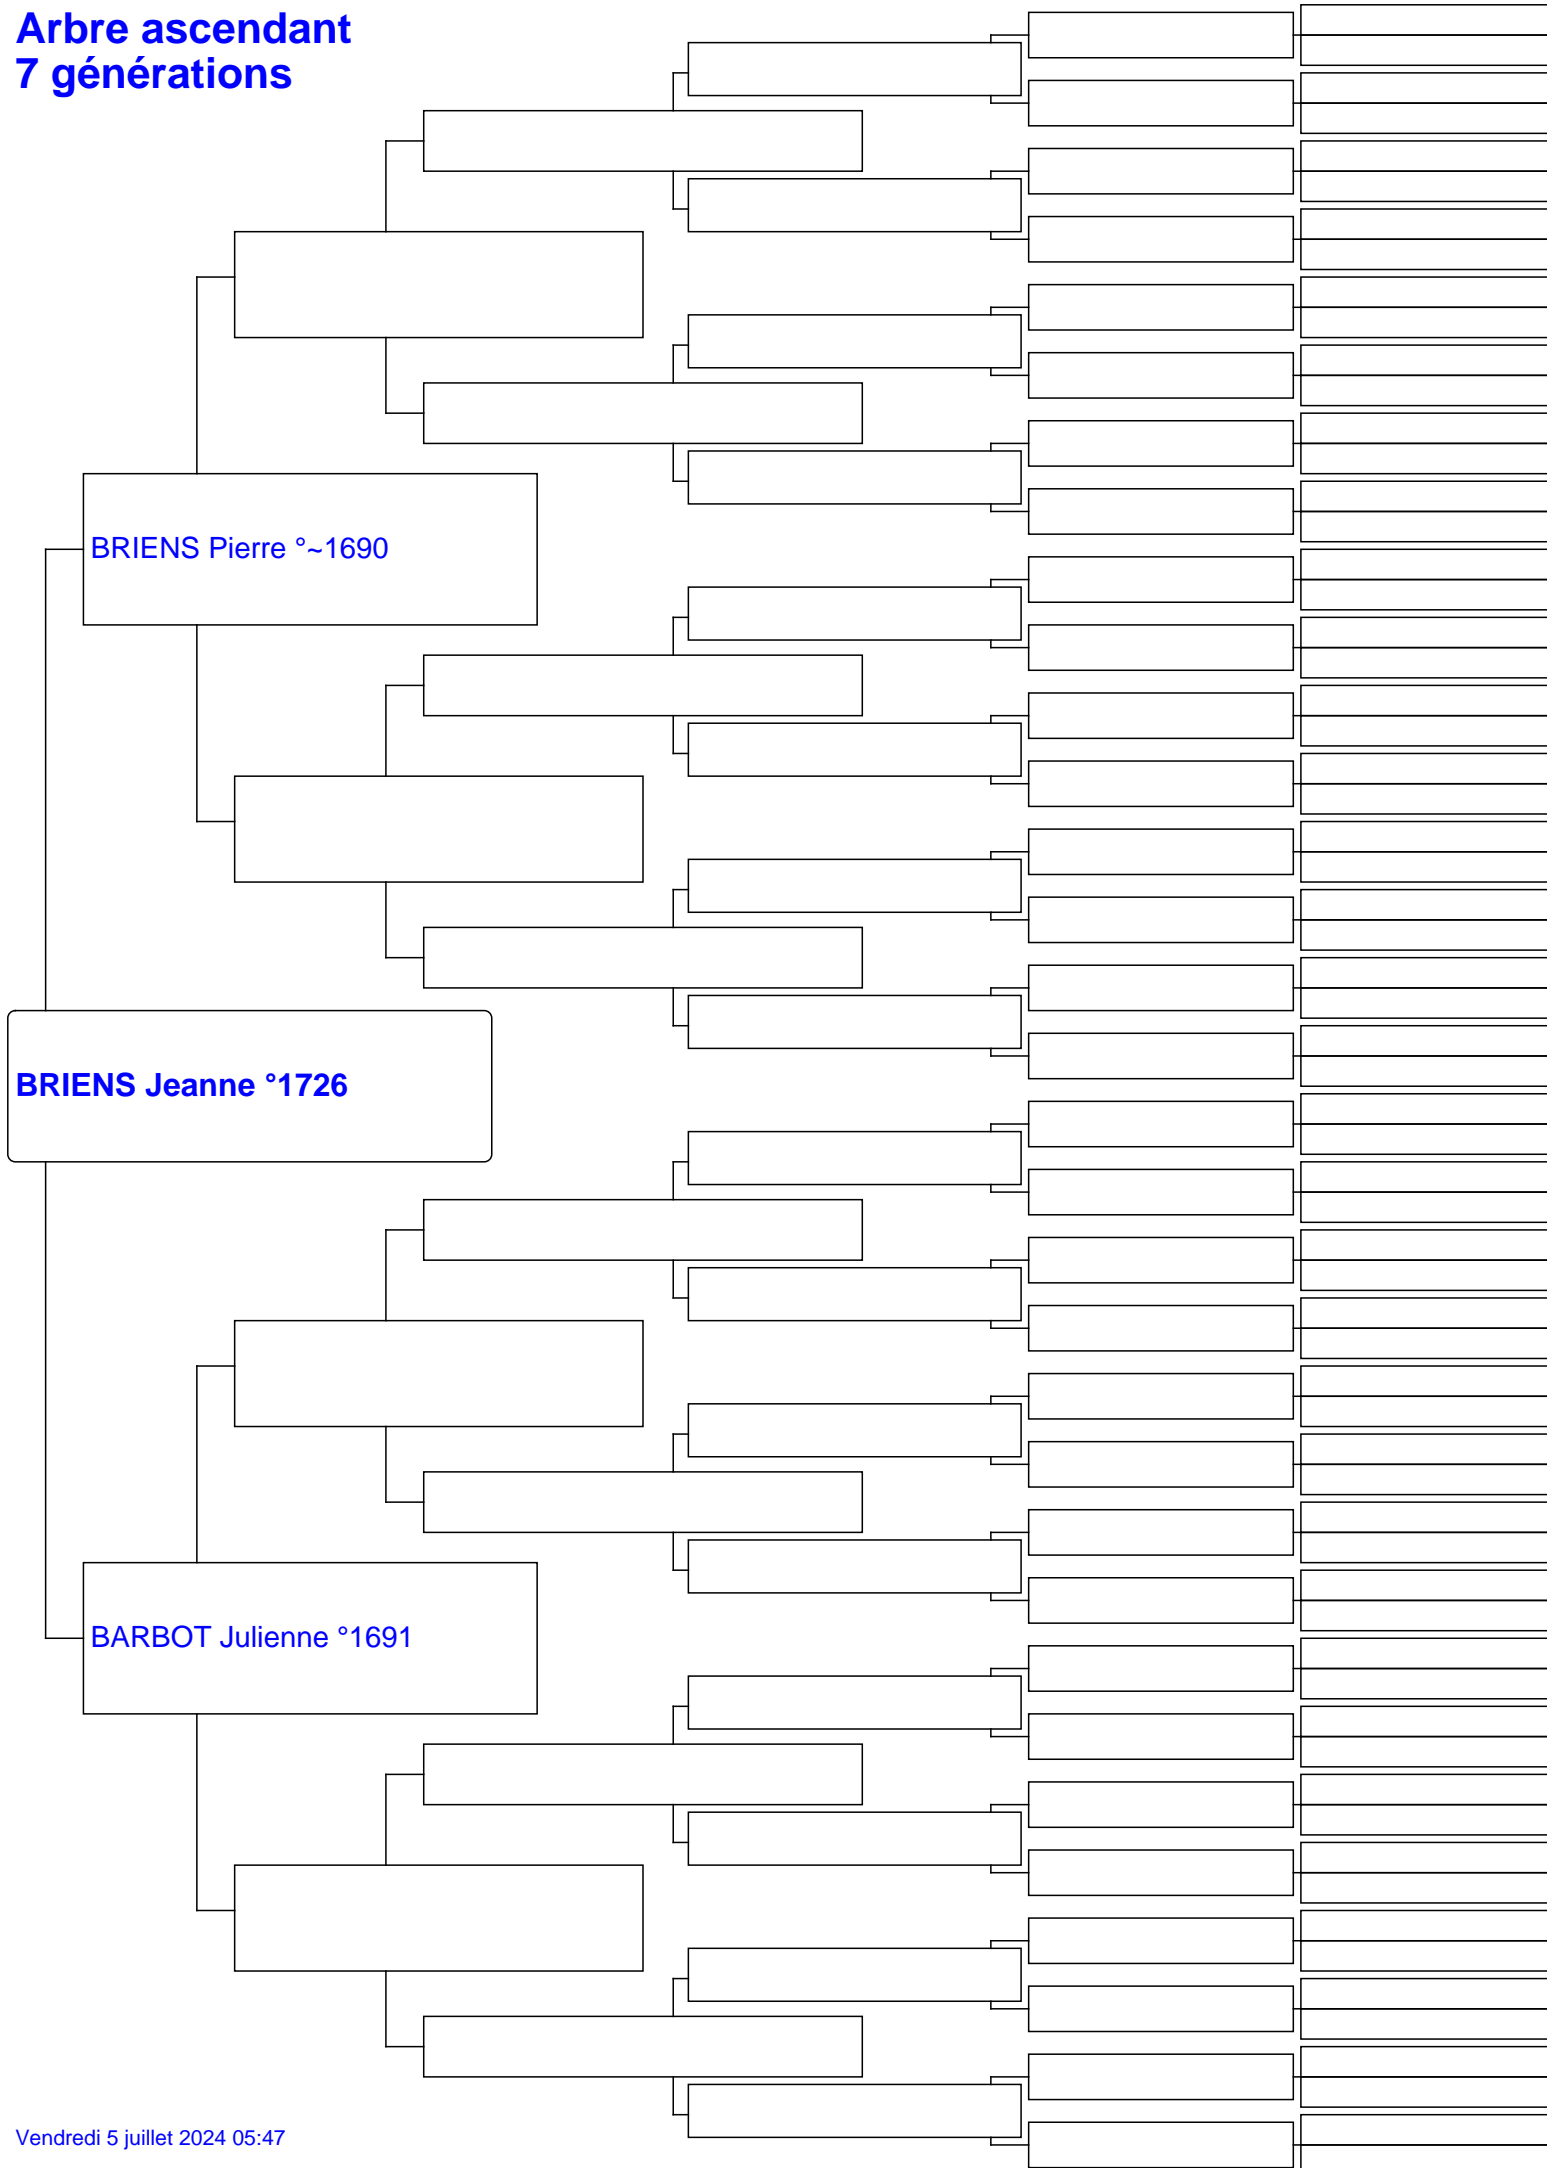 Arbre ascendant
7 générations
BRIENS Pierre °~1690
BRIENS Jeanne °1726
BARBOT Julienne °1691
Vendredi 5 juillet 2024 05:47